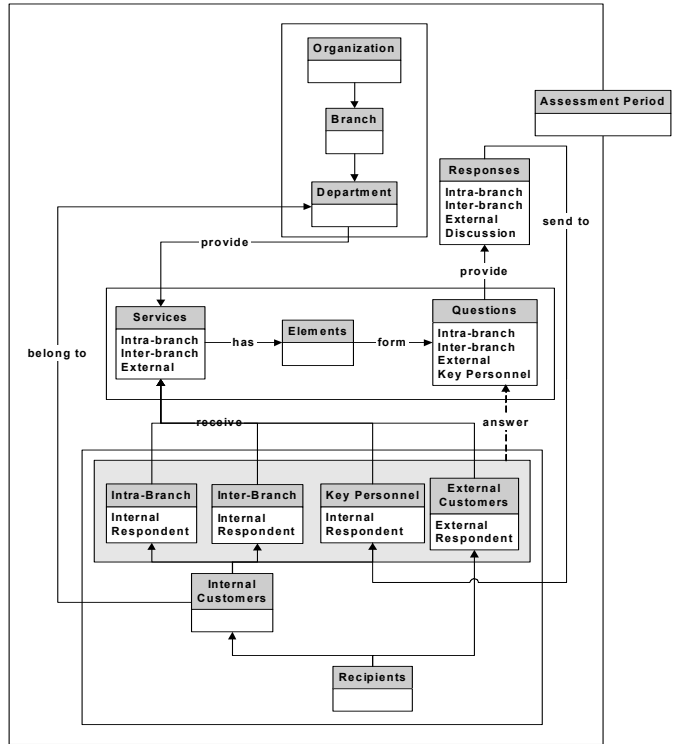 Organization
Branch
Department
Assessment Period
Responses
Intra-branch
Inter-branch
External
Discussion
send to
provide
provide
Services
Intra-branch
Inter-branch
External
has
Elements
form
Questions
Intra-branch
Inter-branch
External
Key Personnel
belong to
receive
answer
Intra-Branch
Internal
Respondent
Inter-Branch
Internal
Respondent
Key Personnel
Internal
Respondent
External
Customers
External
Respondent
Internal
Customers
Recipients